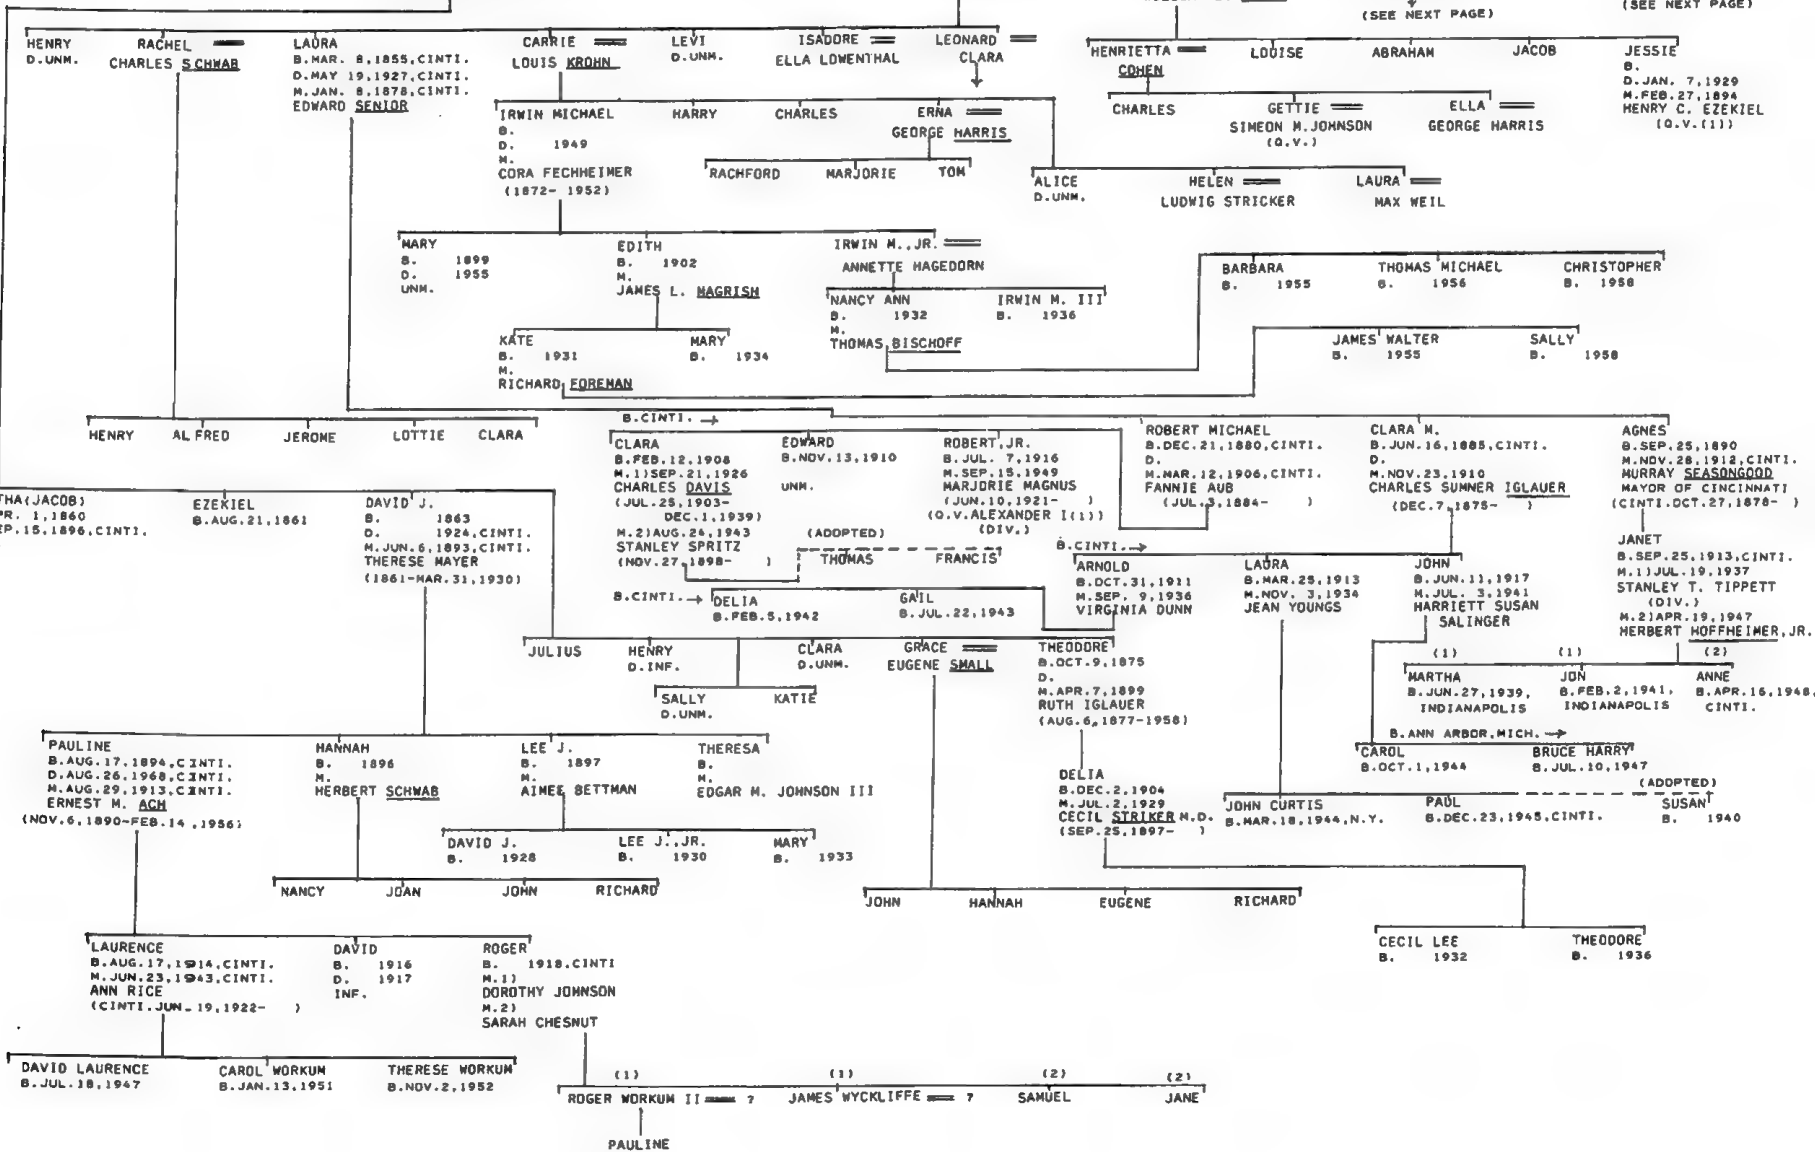 (SEE NEXT PAGE)
(SEE NEXT PAGE)
HENRY
D.UNM.
RACHEL
CHARLES SCHWAB
LAURA
B.MAR. 8,1855,CINTI.
D.MAY 19,1927,CINTI.
M.JAN. 8,1878,CINTI.
EDWARD SENIOR
CARRIE
LOUIS KROHN
LEVI
D.UNM.
ISADORE
ELLA LOWENTHAL
LEONARD
CLARA
HENRIETTA
COHEN
LOUISE
ABRAHAM
JACOB
JESSIE
B.
D.JAN. 7,1929
M.FEB.27,1894
HENRY C. EZEKIEL
(Q.V.(1))
IRWIN MICHAEL
B.
D. 1949
M.
CORA FECHHEIMER
(1872- 1952)
HARRY
CHARLES
ERNA
GEORGE HARRIS
CHARLES
GETTIE
SIMEON M.JOHNSON
(Q.V.)
ELLA
GEORGE HARRIS
RACHFORD
MARJORIE
TOM
ALICE
D.UNM.
HELEN
LUDWIG STRICKER
LAURA
MAX WEIL
MARY
B. 1899
D. 1955
UNM.
EDITH
B. 1902
M.
JAMES L. MAGRISH
IRWIN M.,JR.
ANNETTE HAGEDORN
BARBARA
B. 1955
THOMAS MICHAEL
B. 1956
CHRISTOPHER
B. 1958
NANCY ANN
B. 1932
M.
THOMAS BISCHOFF
IRWIN M. III
B. 1936
KATE
B. 1931
M.
RICHARD FOREMAN
MARY
B. 1934
JAMES WALTER
B. 1955
SALLY
B. 1958
HENRY
ALFRED
JEROME
LOTTIE
CLARA
B.CINTI. →
CLARA
B.FEB.12,1908
M.1)SEP.21,1926
CHARLES DAVIS
(JUL.25,1903-
DEC.1,1939)
M.2)AUG.24,1943
STANLEY SPRITZ
(NOV.27,1898- )
EDWARD
B.NOV.13,1910
UNM.
ROBERT,JR.
B.JUL. 7,1916
M.SEP.15,1949
MARJORIE MAGNUS
(JUN.10,1921- )
(Q.V.ALEXANDER I(1))
(DIV.)
ROBERT MICHAEL
B.DEC.21,1880,CINTI.
D.
M.MAR.12,1906,CINTI.
FANNIE AUB
(JUL.3,1884- )
CLARA M.
B.JUN.16,1885,CINTI.
D.
M.NOV.23,1910
CHARLES SUMNER IGLAUER
(DEC.7,1875- )
AGNES
B.SEP.25,1890
M.NOV.28,1912,CINTI.
MURRAY SEASONGOOD
MAYOR OF CINCINNATI
(CINTI.OCT.27,1878- )
THA(JACOB)
PR. 1,1860
EP.15,1896,CINTI.
EZEKIEL
B.AUG.21,1861
DAVID J.
B. 1863
D. 1924,CINTI.
M.JUN.6,1893,CINTI.
THERESE MAYER
(1861-MAR.31,1930)
(ADOPTED)
THOMAS
FRANCIS
B.CINTI.→
ARNOLD
B.OCT.31,1911
M.SEP. 9,1936
VIRGINIA DUNN
LAURA
B.MAR.25,1913
M.NOV. 3,1934
JEAN YOUNGS
JOHN
B.JUN.11,1917
M.JUL. 3,1941
HARRIETT SUSAN
SALINGER
JANET
B.SEP.25,1913,CINTI.
M.1)JUL.19,1937
STANLEY T. TIPPETT
(DIV.)
M.2)APR.19,1947
HERBERT HOFFHEIMER,JR.
B.CINTI.→
DELIA
B.FEB.5,1942
GAIL
B.JUL.22,1943
JULIUS
HENRY
D.INF.
CLARA
D.UNM.
GRACE
EUGENE SMALL
THEODORE
B.OCT.9,1875
D.
M.APR.7,1899
RUTH IGLAUER
(AUG.6,1877-1958)
(1)
(1)
(2)
MARTHA
B.JUN.27,1939,
INDIANAPOLIS
JON
B.FEB.2,1941,
INDIANAPOLIS
ANNE
B.APR.16,1948,
CINTI.
SALLY
D.UNM.
KATIE
B.ANN ARBOR,MICH. →
CAROL
B.OCT.1,1944
BRUCE HARRY
B.JUL.10,1947
PAULINE
B.AUG.17,1894,CINTI.
D.AUG.26,1968,CINTI.
M.AUG.29,1913,CINTI.
ERNEST M. ACH
(NOV.6,1890-FEB.14,1956)
HANNAH
B. 1896
M.
HERBERT SCHWAB
LEE J.
B. 1897
M.
AIMEE BETTMAN
THERESA
B.
M.
EDGAR M. JOHNSON III
DELIA
B.DEC.2,1904
M.JUL.2,1929
CECIL STRIKER M.D.
(SEP.25,1897- )
(ADOPTED)
JOHN CURTIS
B.MAR.18,1944,N.Y.
PAUL
B.DEC.23,1945,CINTI.
SUSAN
B. 1940
DAVID J.
B. 1928
LEE J.,JR.
B. 1930
MARY
B. 1933
NANCY
JOAN
JOHN
RICHARD
JOHN
HANNAH
EUGENE
RICHARD
LAURENCE
B.AUG.17,1914,CINTI.
M.JUN.23,1943,CINTI.
ANN RICE
(CINTI.JUN.19,1922- )
DAVID
B. 1916
D. 1917
INF.
ROGER
B. 1918.CINTI
M.1)
DOROTHY JOHNSON
M.2)
SARAH CHESNUT
CECIL LEE
B. 1932
THEODORE
B. 1936
DAVID LAURENCE
B.JUL.18,1947
CAROL WORKUM
B.JAN.13,1951
THERESE WORKUM
B.NOV.2,1952
(1)
(1)
(2)
(2)
ROGER WORKUM II ?
JAMES WYCKLIFFE ?
SAMUEL
JANE
PAULINE